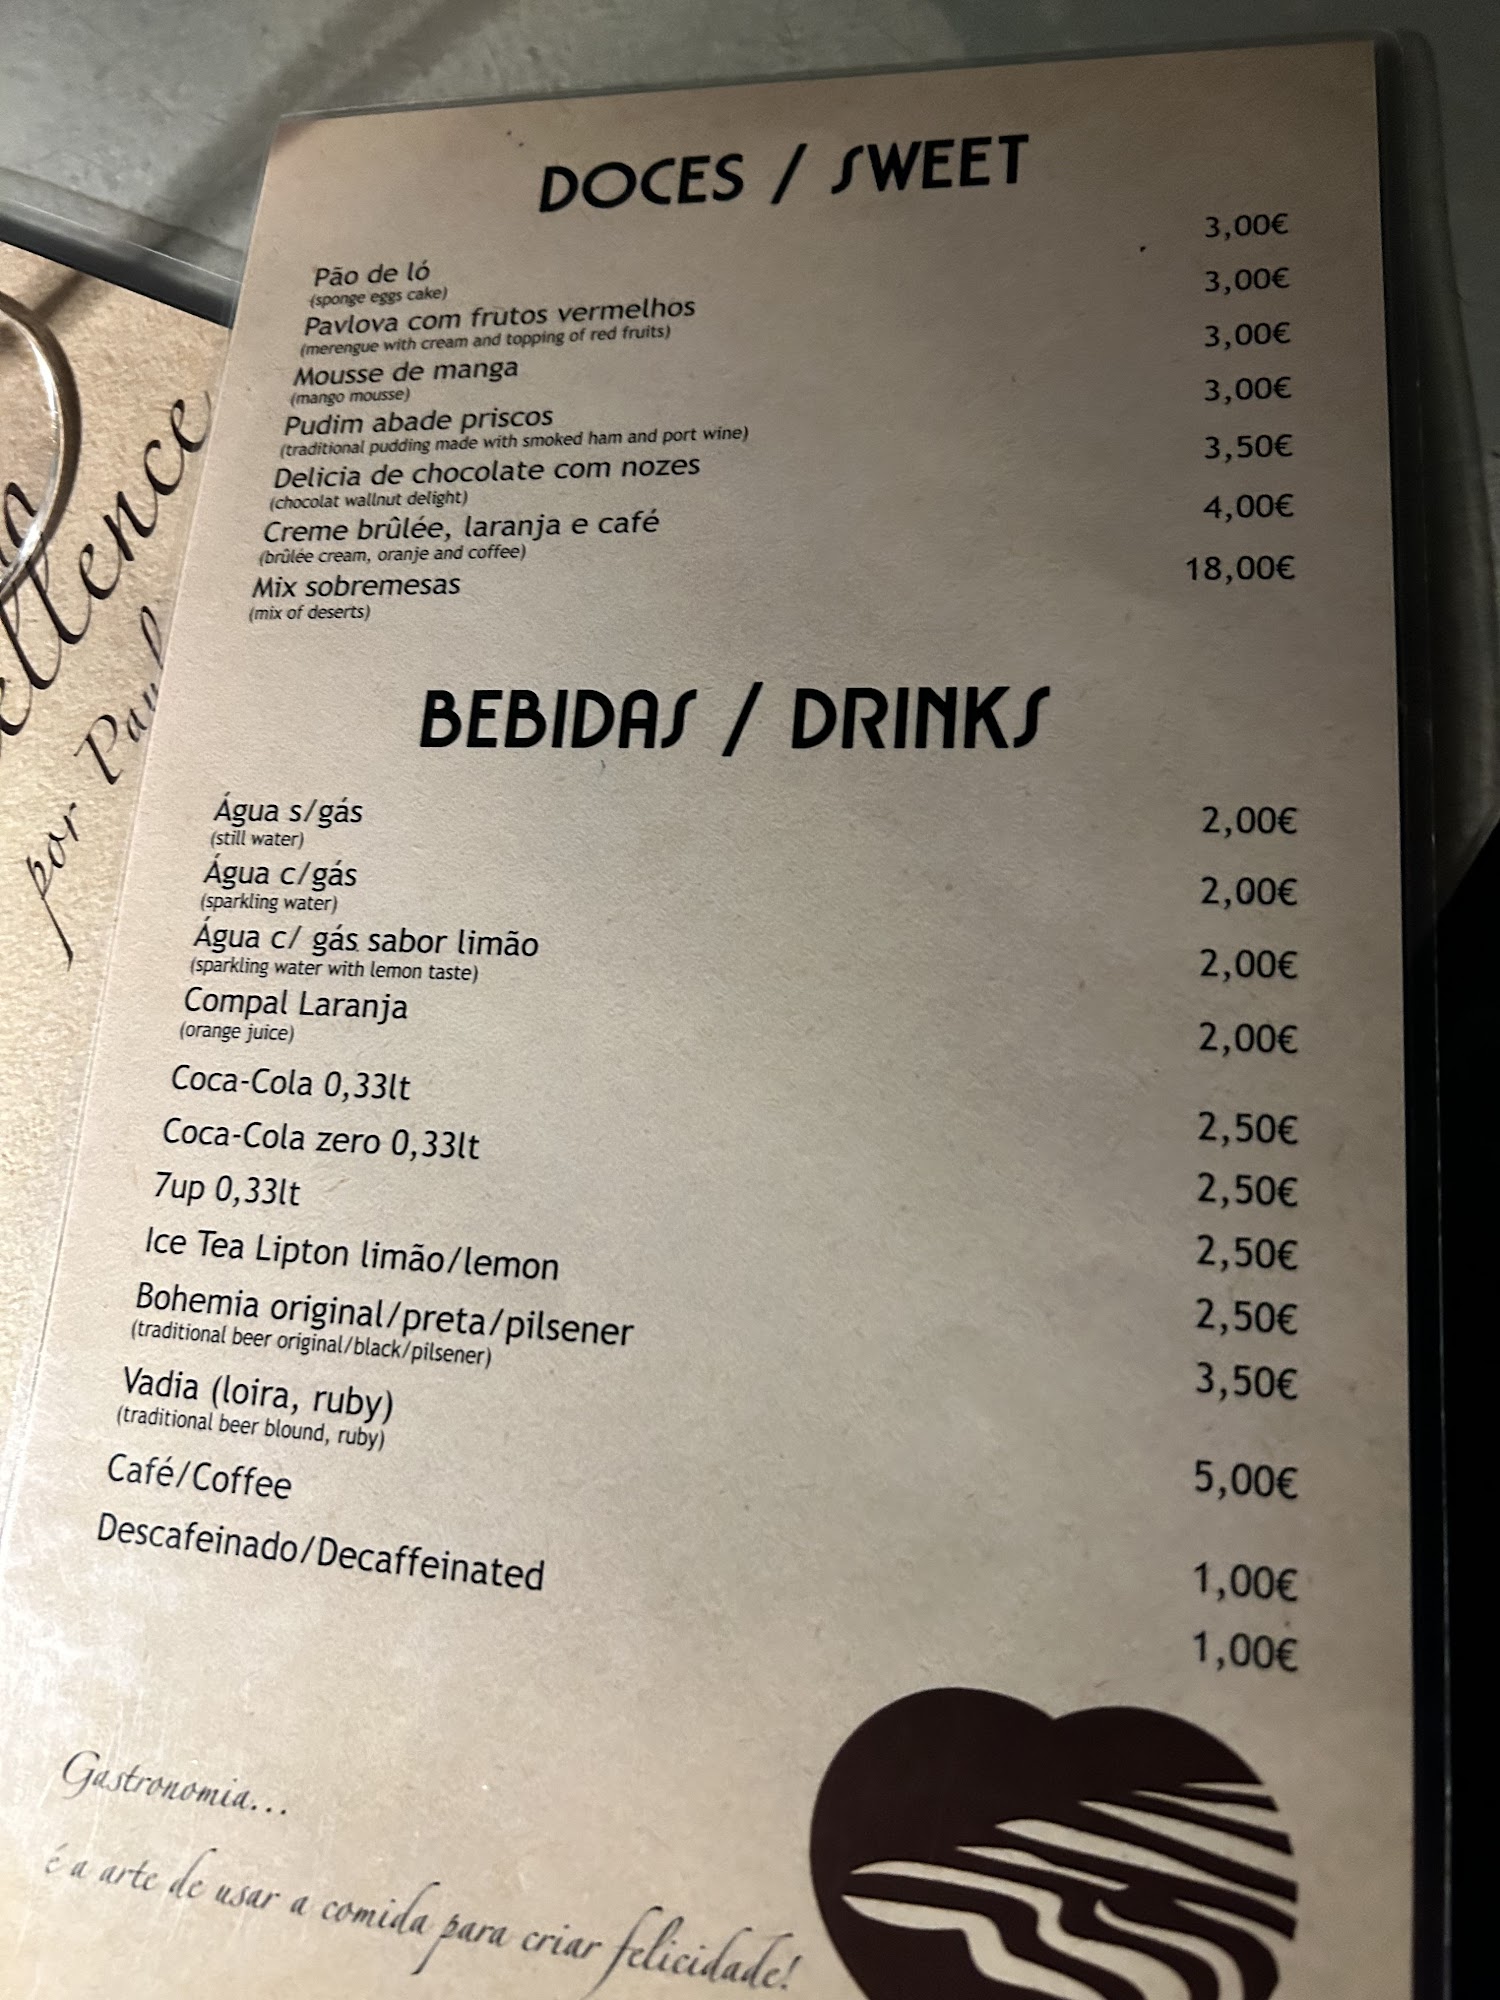 DOCES / SWEET
Pão de ló 3,00€
(sponge eggs cake)
Pavlova com frutos vermelhos 3,00€
(merengue with cream and topping of red fruits)
Mousse de manga 3,00€
(mango mousse)
Pudim abade priscos 3,00€
(traditional pudding made with smoked ham and port wine)
Delicia de chocolate com nozes 3,50€
(chocolat wallnut delight)
Creme brûlée, laranja e café 4,00€
(brûlée cream, oranje and coffee)
Mix sobremesas 18,00€
(mix of deserts)
BEBIDAS / DRINKS
Água s/gás 2,00€
(still water)
Água c/gás 2,00€
(sparkling water)
Água c/ gás sabor limão 2,00€
(sparkling water with lemon taste)
Compal Laranja 2,00€
(orange juice)
Coca-Cola 0,33lt 2,50€
Coca-Cola zero 0,33lt 2,50€
7up 0,33lt 2,50€
Ice Tea Lipton limão/lemon 2,50€
Bohemia original/preta/pilsener 3,50€
(traditional beer original/black/pilsener)
Vadia (loira, ruby) 5,00€
(traditional beer blound, ruby)
Café/Coffee 1,00€
Descafeinado/Decaffeinated 1,00€
Gastronomia...
é a arte de usar a comida para criar felicidade!
por